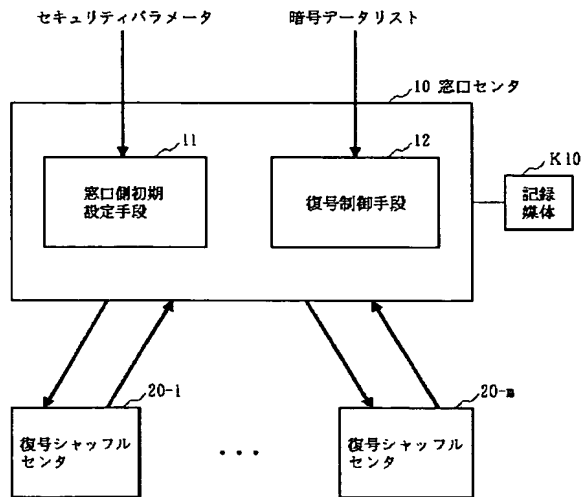 セキュリティパラメータ
暗号データリスト
10 窓口センタ
11
12
K10
窓口側初期
設定手段
復号制御手段
記録
媒体
20-1
20-m
復号シャッフル
センタ
・・・
復号シャッフル
センタ